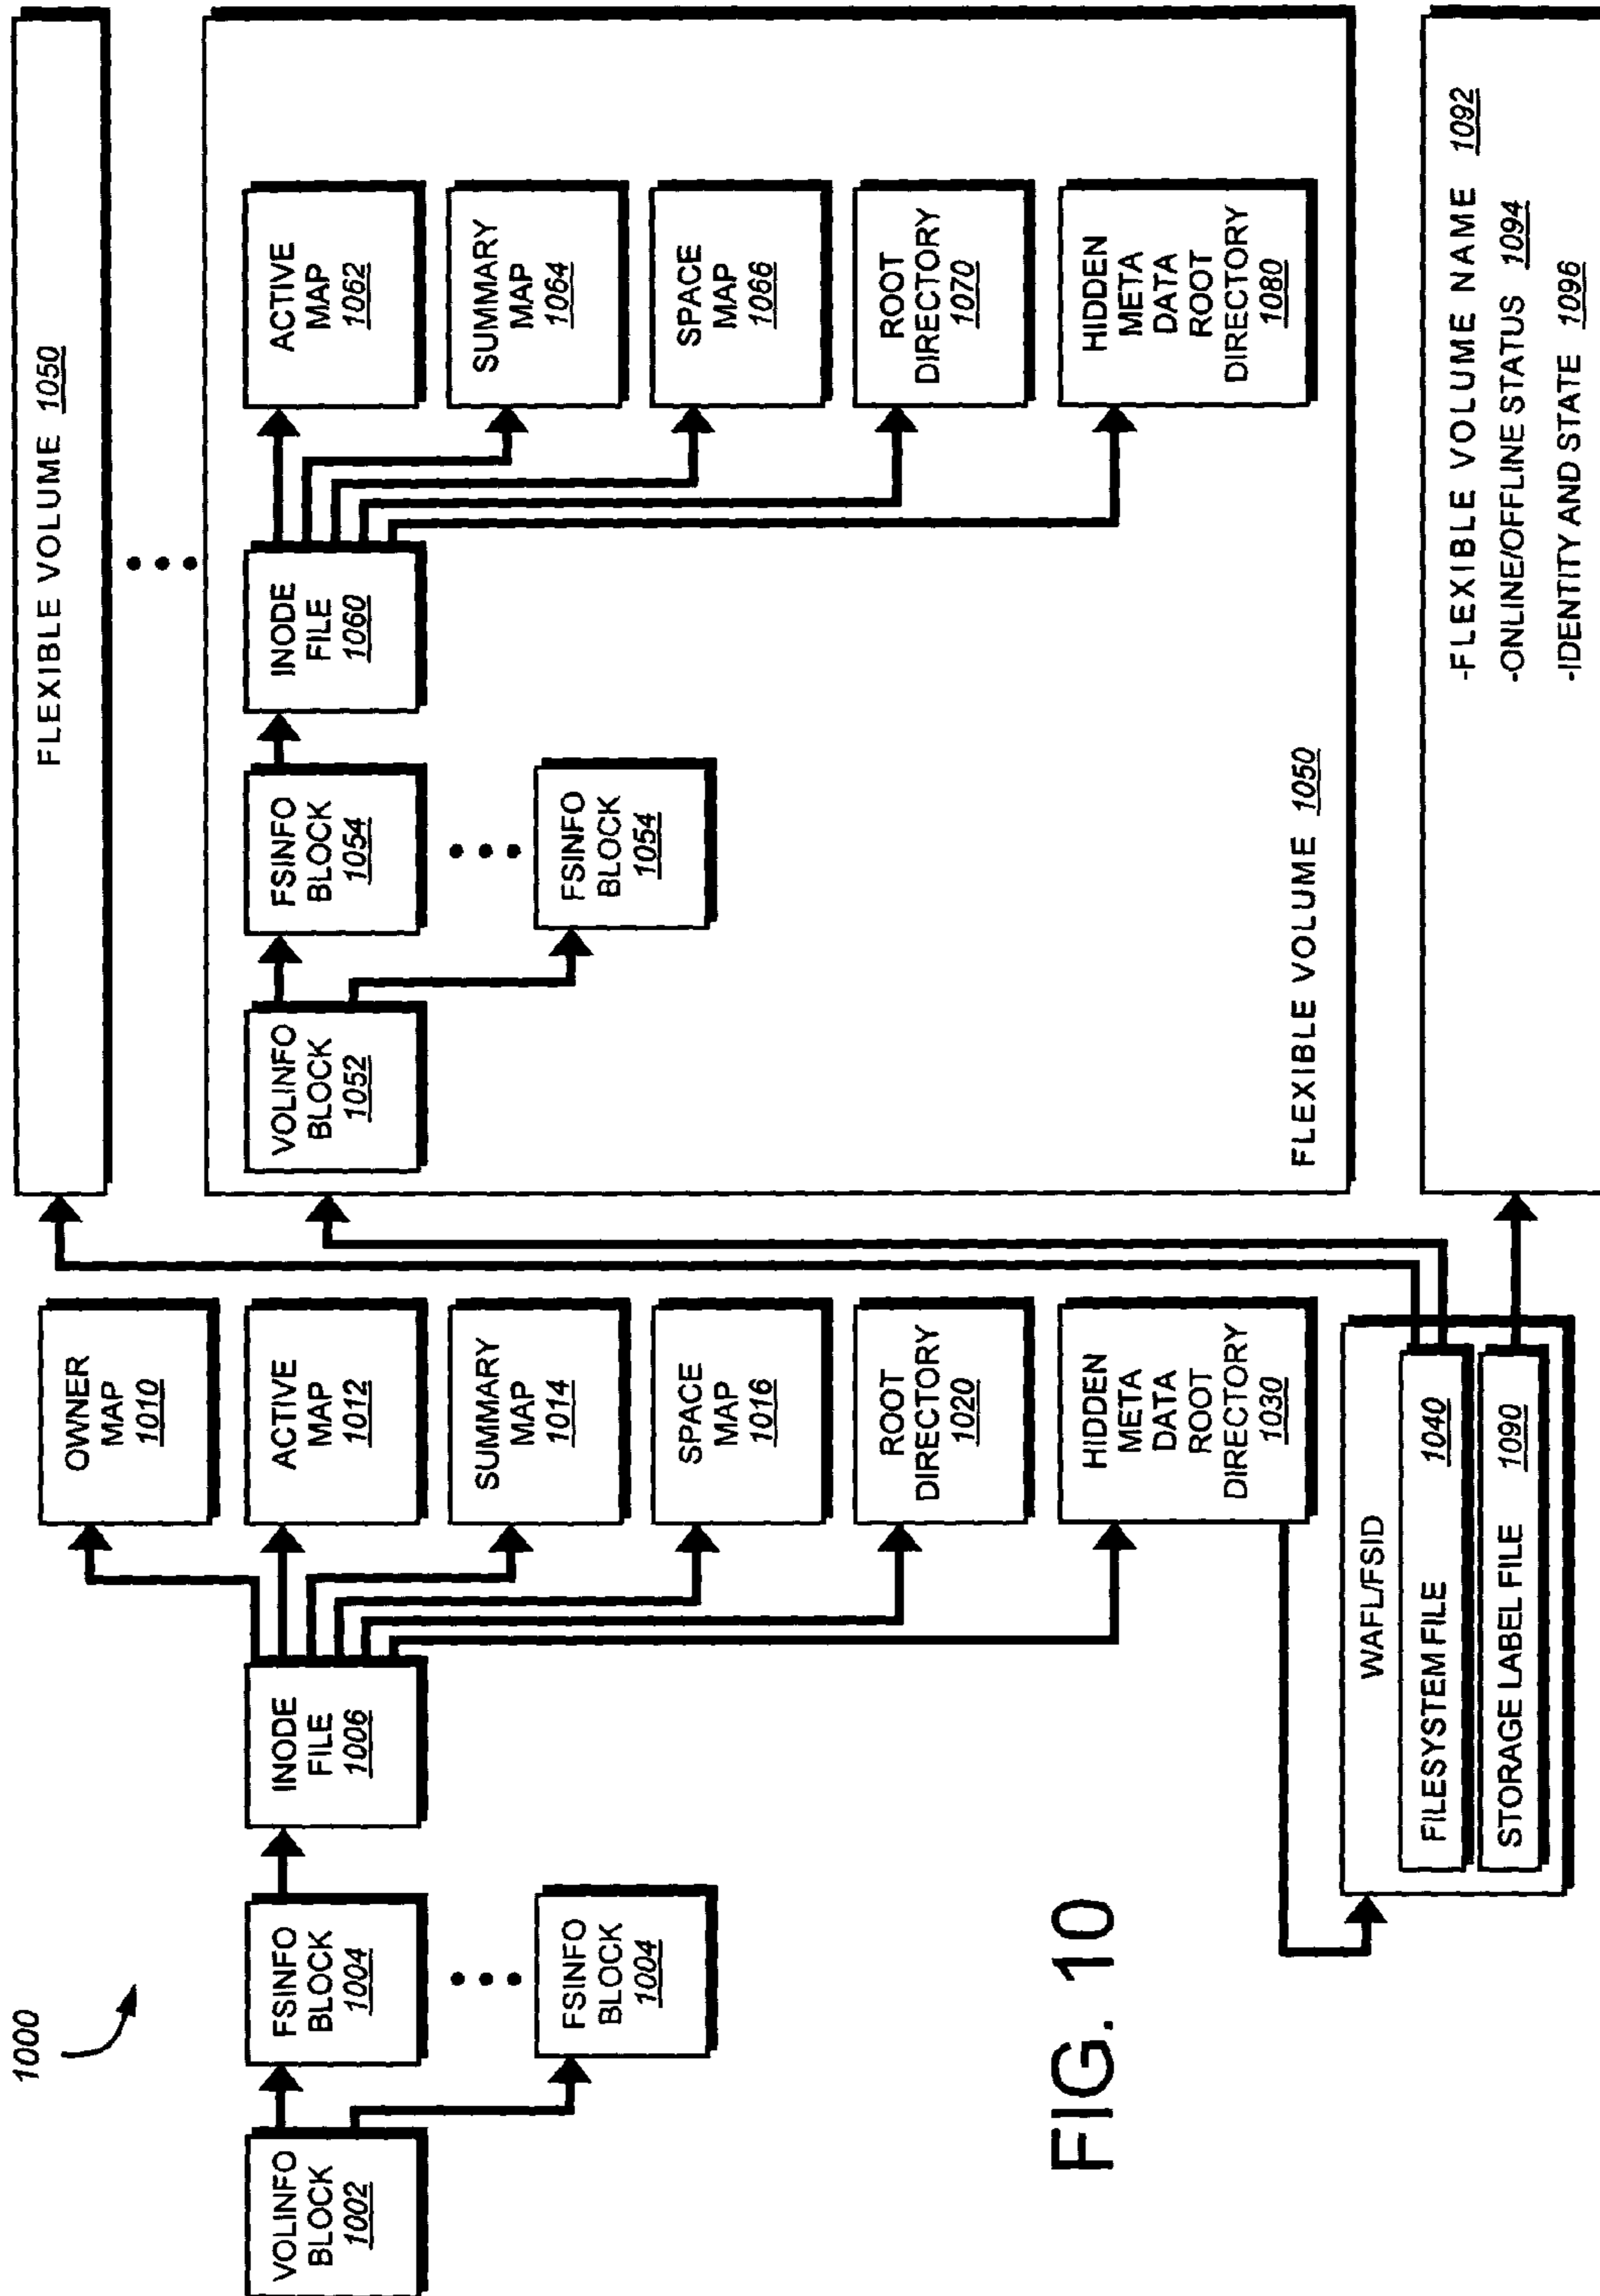 1000
VOLINFO
BLOCK
1002
FSINFO
BLOCK
1004
FSINFO
BLOCK
1004
INODE
FILE
1006
OWNER
MAP
1010
ACTIVE
MAP
1012
SUMMARY
MAP
1014
SPACE
MAP
1016
ROOT
DIRECTORY
1020
HIDDEN
META
DATA
ROOT
DIRECTORY
1030
WAFL/FSID
FILESYSTEM FILE 1040
STORAGE LABEL FILE 1090
FLEXIBLE VOLUME 1050
VOLINFO
BLOCK
1052
FSINFO
BLOCK
1054
FSINFO
BLOCK
1054
INODE
FILE
1060
ACTIVE
MAP
1062
SUMMARY
MAP
1064
SPACE
MAP
1066
ROOT
DIRECTORY
1070
HIDDEN
META
DATA
ROOT
DIRECTORY
1080
FLEXIBLE VOLUME 1050
-FLEXIBLE VOLUME NAME 1092
-ONLINE/OFFLINE STATUS 1094
-IDENTITY AND STATE 1096
FIG. 10